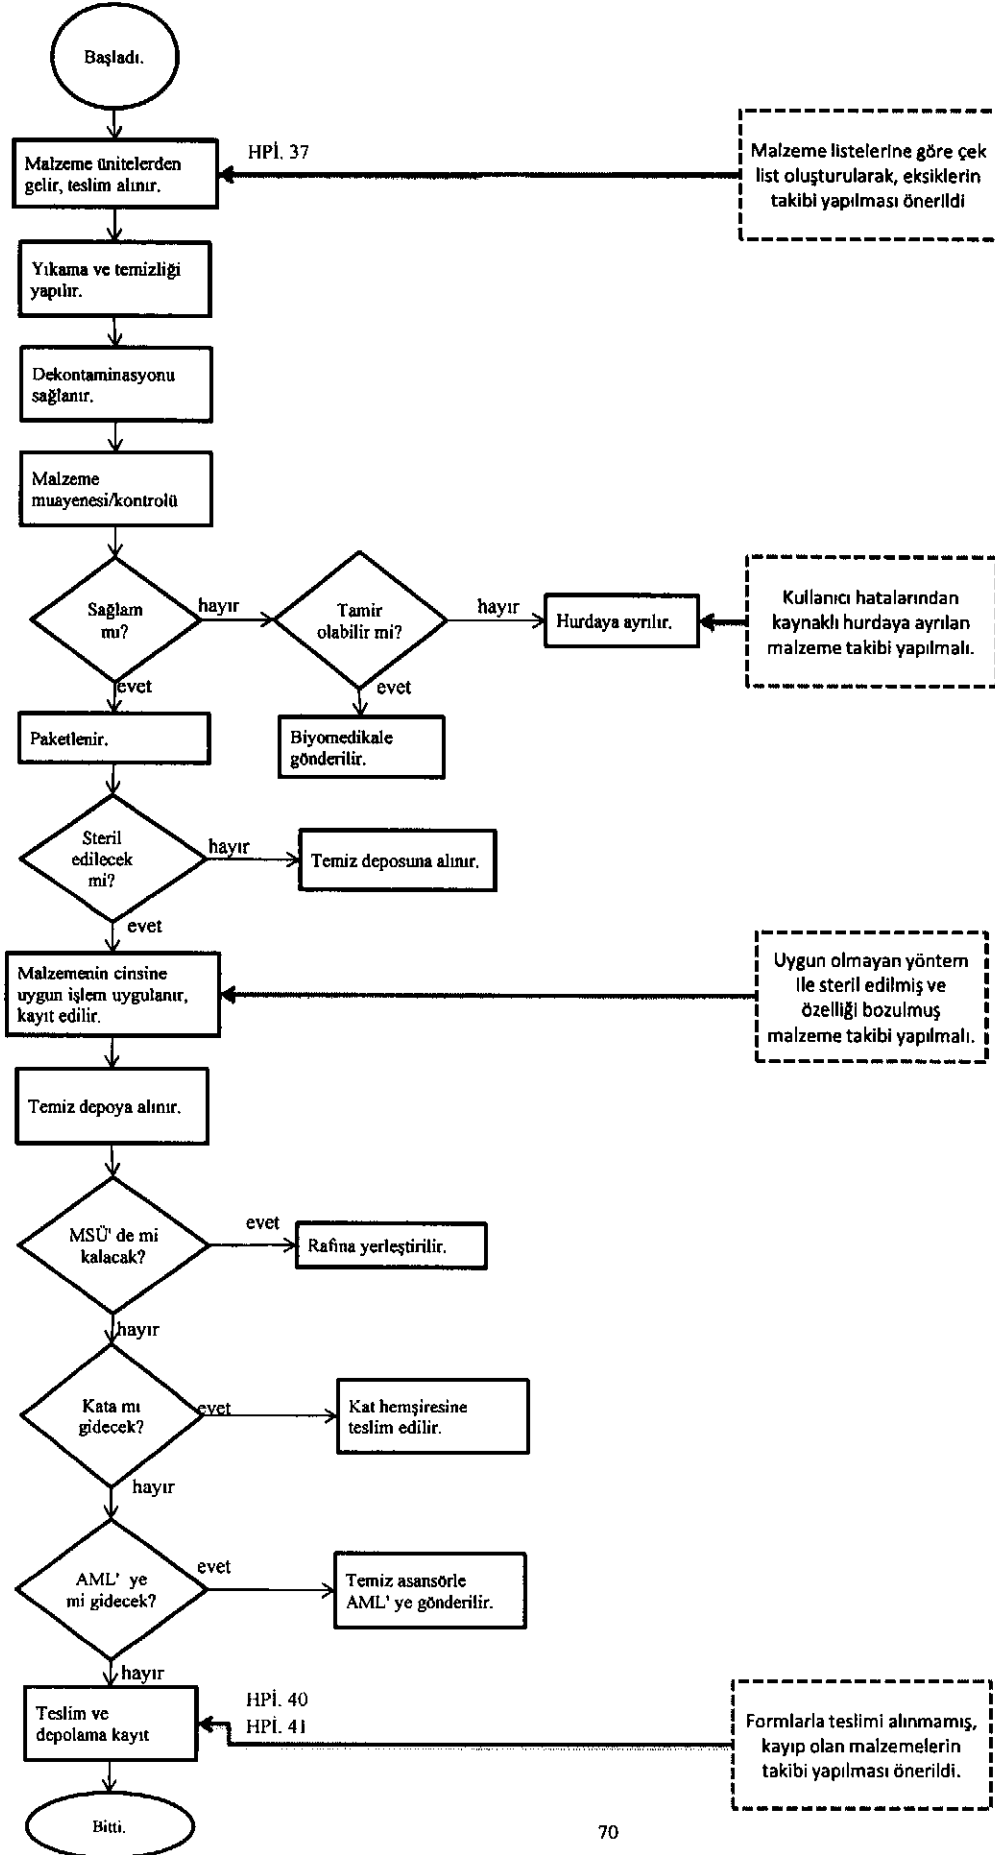 Başladı.
HPİ. 37
Malzeme ünitelerden
gelir, teslim alınır.
Malzeme listelerine göre çek
list oluşturularak, eksiklerin
takibi yapılması önerildi
Yıkama ve temizliği
yapılır.
Dekontaminasyonu
sağlanır.
Malzeme
muayenesi/kontrolü
Sağlam
mı?
hayır
Tamir
olabilir mi?
hayır
Hurdaya ayrılır.
Kullanıcı hatalarından
kaynaklı hurdaya ayrılan
malzeme takibi yapılmalı.
evet
evet
Paketlenir.
Biyomedikale
gönderilir.
Steril
edilecek
mi?
hayır
Temiz deposuna alınır.
evet
Malzemenin cinsine
uygun işlem uygulanır,
kayıt edilir.
Uygun olmayan yöntem
ile steril edilmiş ve
özelliği bozulmuş
malzeme takibi yapılmalı.
Temiz depoya alınır.
MSÜ' de mi
kalacak?
evet
Rafına yerleştirilir.
hayır
Kata mı
gidecek?
evet
Kat hemşiresine
teslim edilir.
hayır
AML' ye
mi gidecek?
evet
Temiz asansörle
AML' ye gönderilir.
hayır
Teslim ve
depolama kayıt
HPİ. 40
HPİ. 41
Formlarla teslimi alınmamış,
kayıp olan malzemelerin
takibi yapılması önerildi.
Bitti.
70